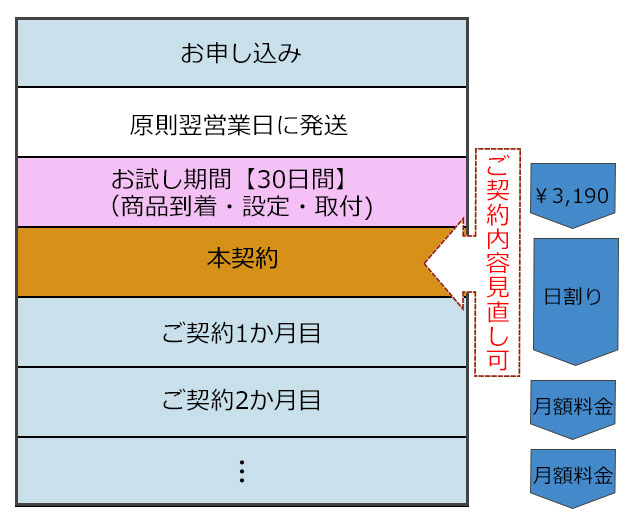 お申し込み
原則翌営業日に発送
お試し期間【30日間】
（商品到着・設定・取付)
本契約
ご契約1か月目
ご契約2か月目
⋮
ご契約内容見直し可
￥3,190
日割り
月額料金
月額料金